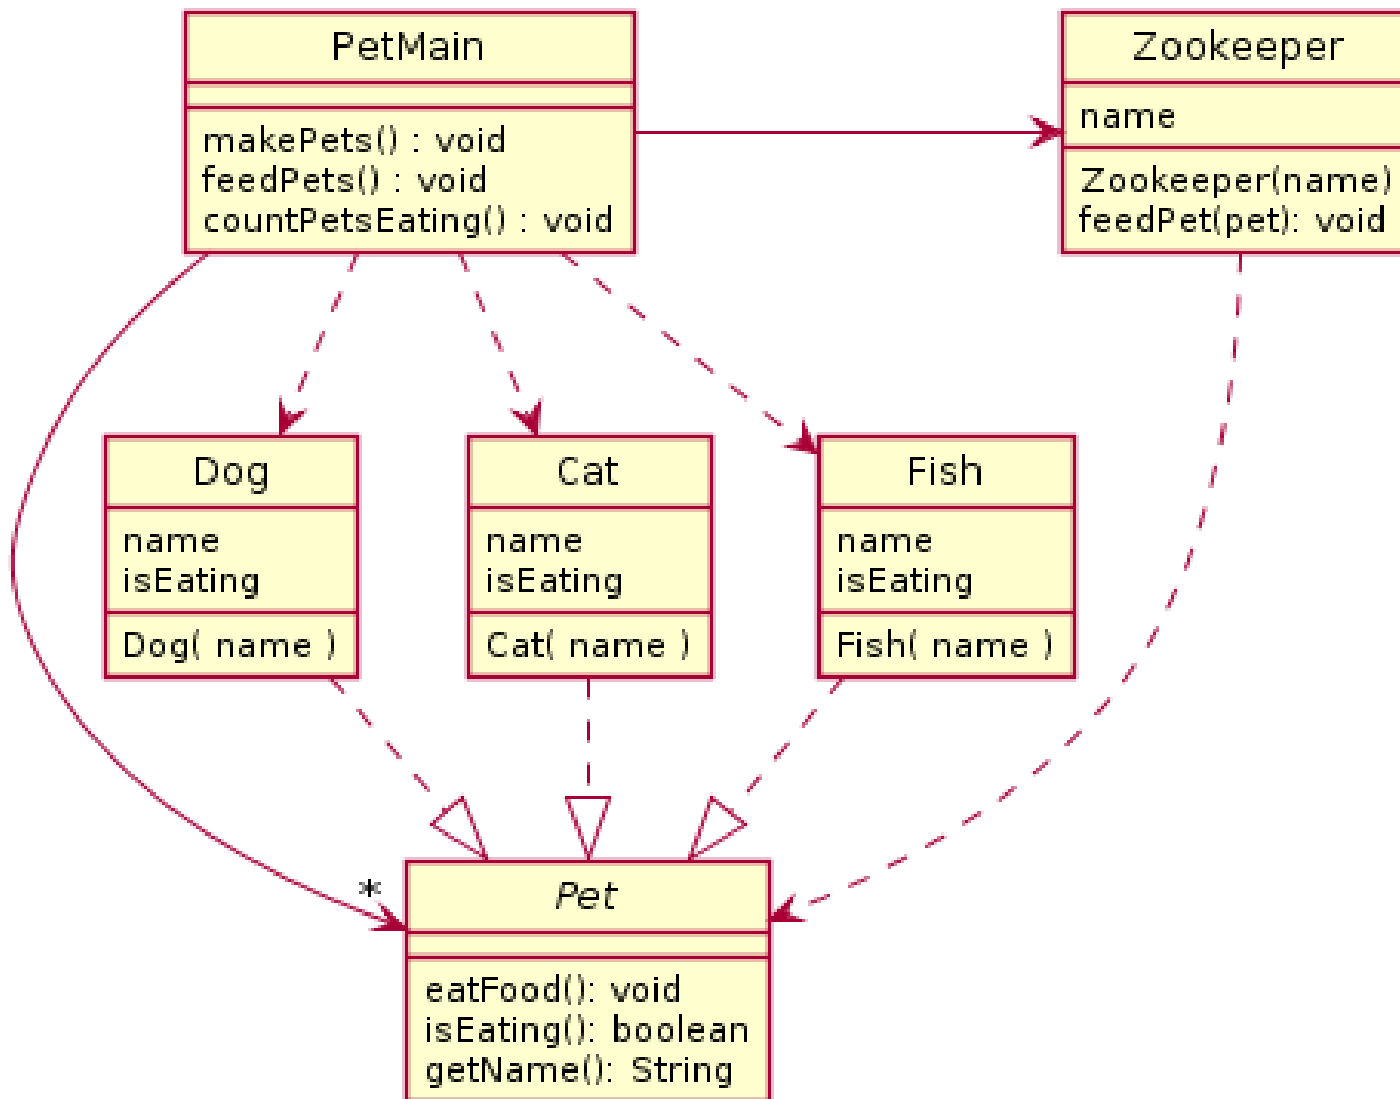 PetMain
makePets() : void
feedPets() : void
countPetsEating() : void
Zookeeper
name
Zookeeper(name)
feedPet(pet): void
Dog
name
isEating
Dog( name )
Cat
name
isEating
Cat( name )
Fish
name
isEating
Fish( name )
*
Pet
eatFood(): void
isEating(): boolean
getName(): String